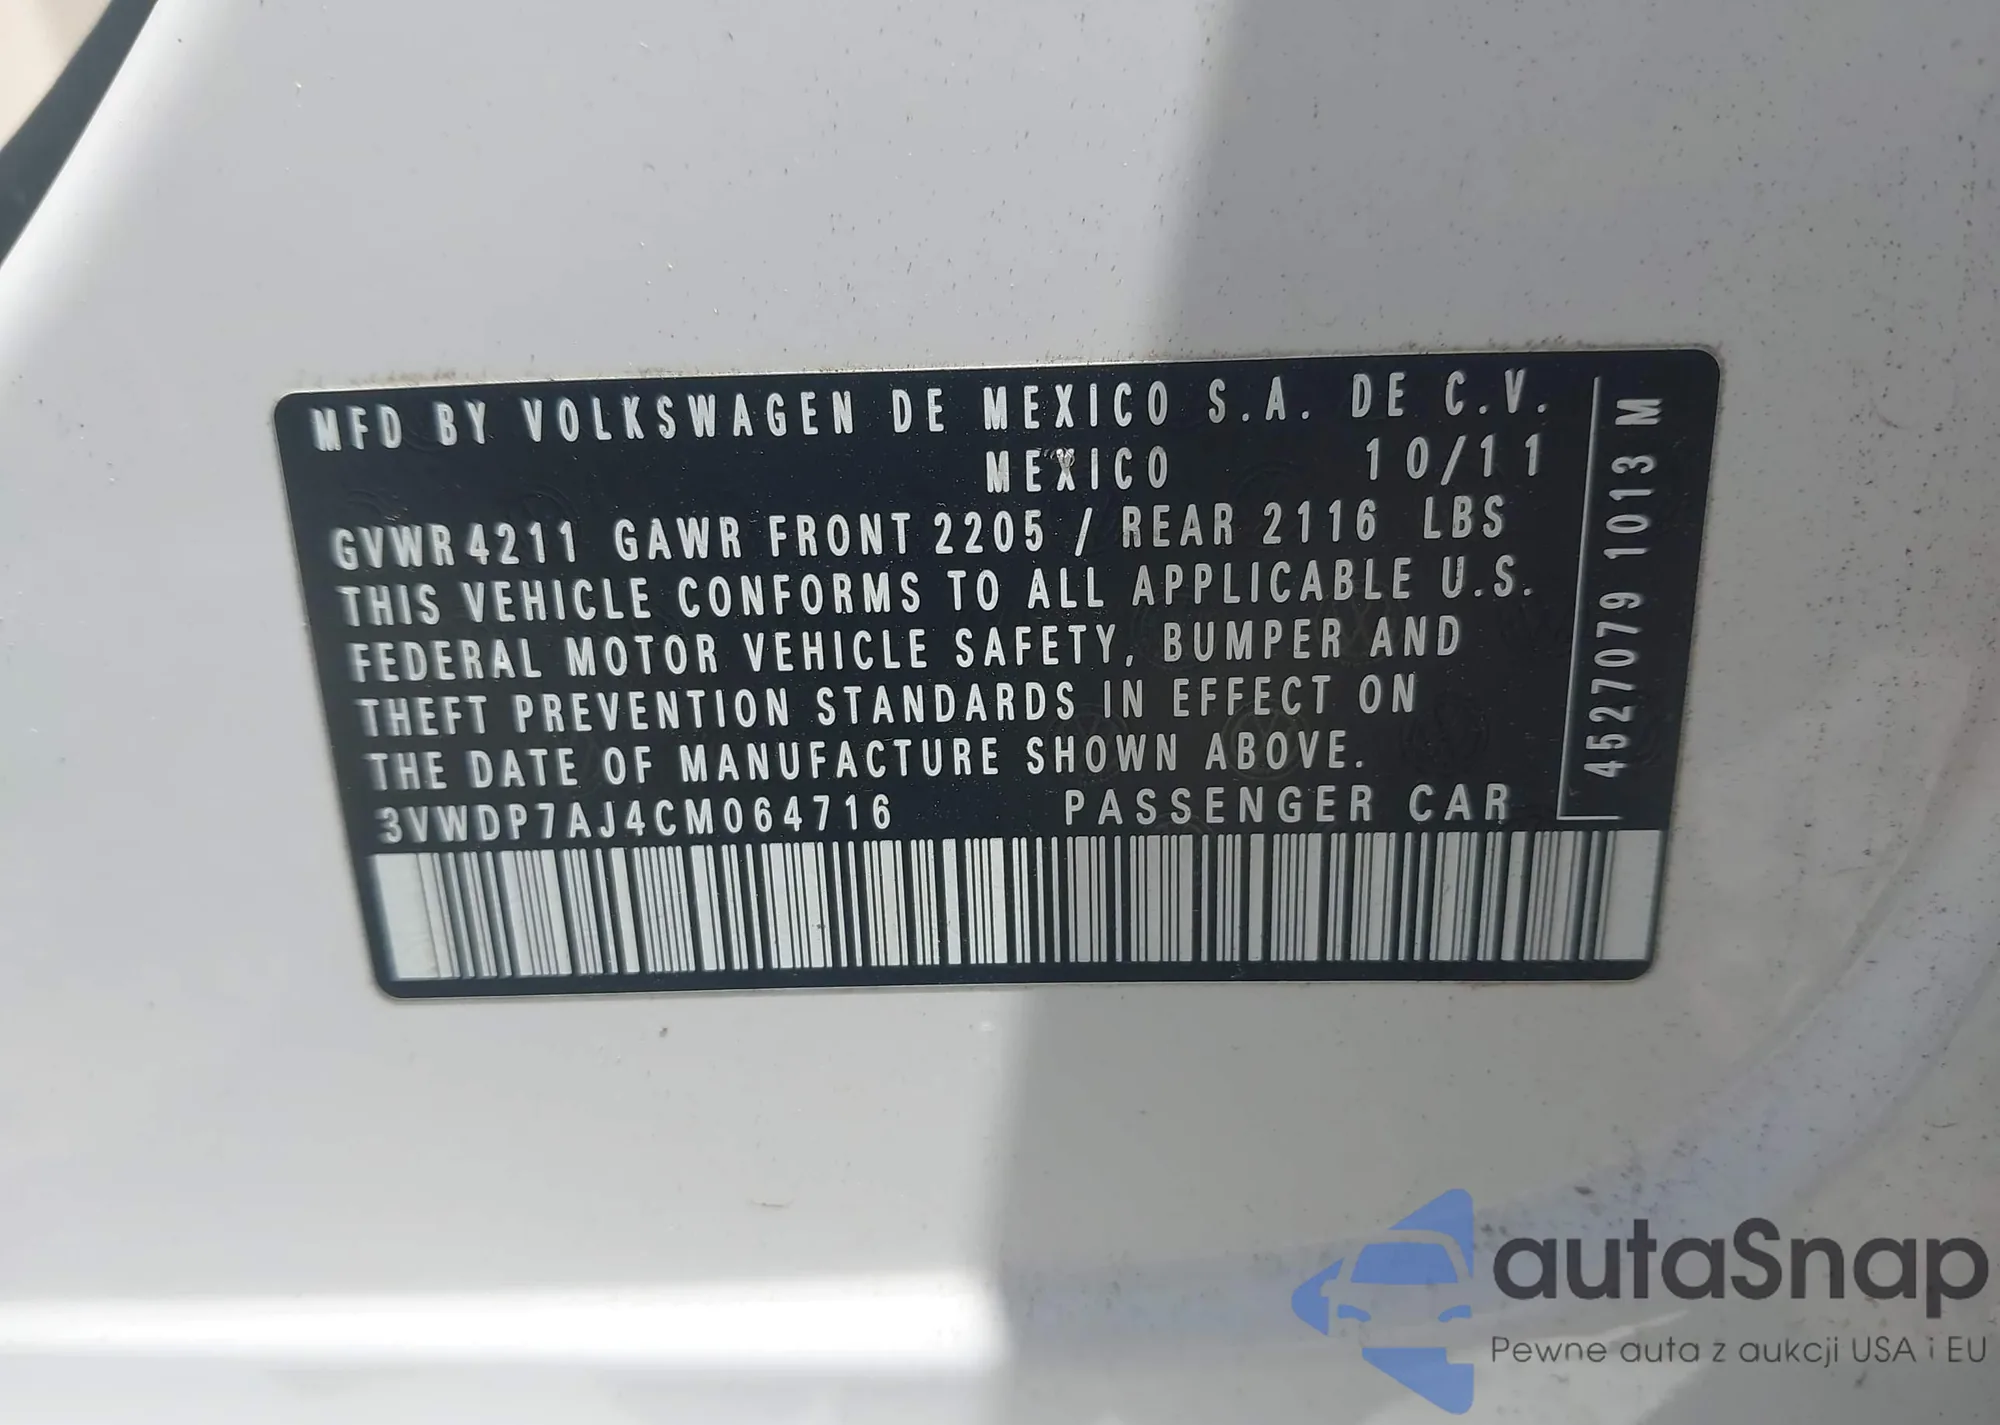 MFD BY VOLKSWAGEN DE MEXICO S.A. DE C.V.
MEXICO 10/11
GVWR 4211 GAWR FRONT 2205 / REAR 2116 LBS
THIS VEHICLE CONFORMS TO ALL APPLICABLE U.S.
FEDERAL MOTOR VEHICLE SAFETY, BUMPER AND
THEFT PREVENTION STANDARDS IN EFFECT ON
THE DATE OF MANUFACTURE SHOWN ABOVE.
3VWDP7AJ4CM064716 PASSENGER CAR
4527079 1013 M
autaSnap
Pewne auta z aukcji USA i EU